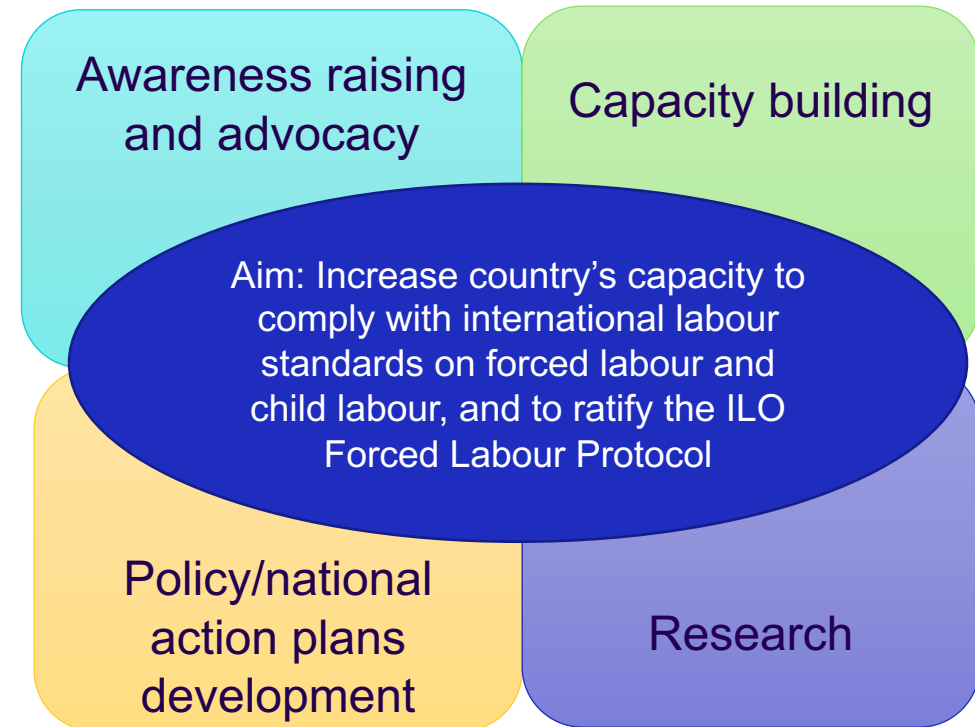 Awareness raising
and advocacy
Capacity building
Aim: Increase country’s capacity to
comply with international labour
standards on forced labour and
child labour, and to ratify the ILO
Forced Labour Protocol
Policy/national
action plans
development
Research